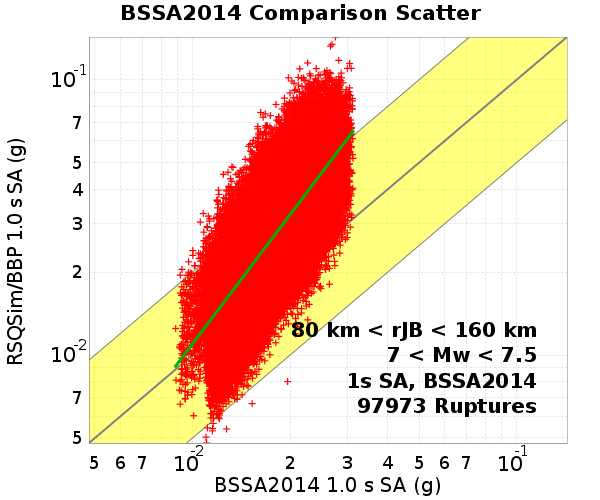 BSSA2014 Comparison Scatter
RSQSim/BBP 1.0 s SA (g)
10⁻¹
7
5
4
3
2
10⁻²
7
5
80 km < rJB < 160 km
7 < Mw < 7.5
1s SA, BSSA2014
97973 Ruptures
5 6 7 10⁻² 2 3 4 5 6 7 10⁻¹
BSSA2014 1.0 s SA (g)